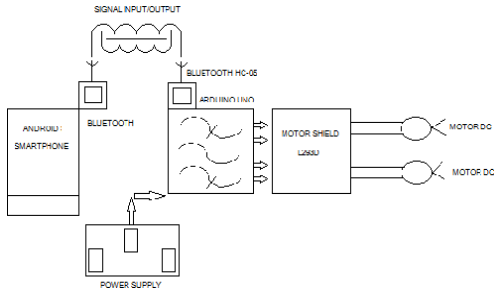 SIGNAL INPUT/OUTPUT
BLUETOOTH HC-05
ARDUINO UNO
BLUETOOTH
ANDROID :
SMARTPHONE
MOTOR SHIELD
L293D
MOTOR DC
MOTOR DC
POWER SUPPLY